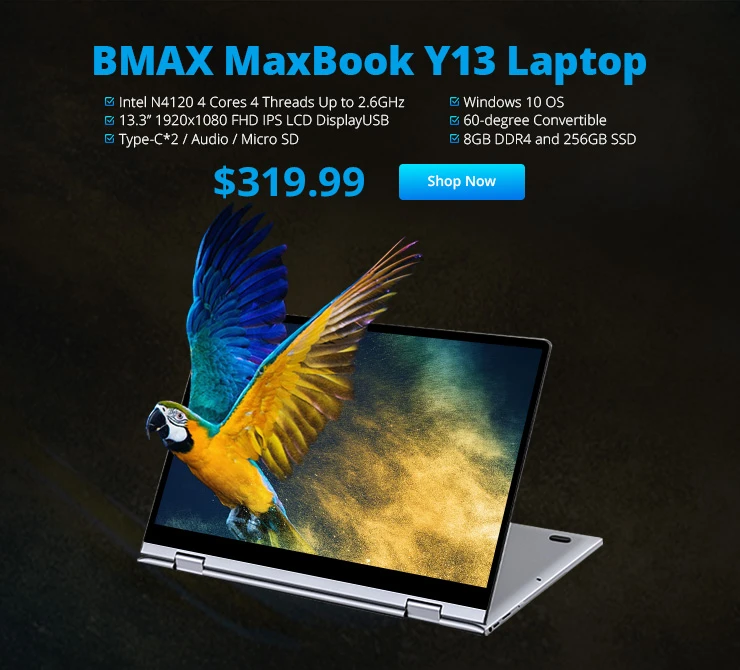 BMAX MaxBook Y13 Laptop
Intel N4120 4 Cores 4 Threads Up to 2.6GHz
13.3” 1920x1080 FHD IPS LCD DisplayUSB
Type-C*2 / Audio / Micro SD
Windows 10 OS
60-degree Convertible
8GB DDR4 and 256GB SSD
$319.99
Shop Now